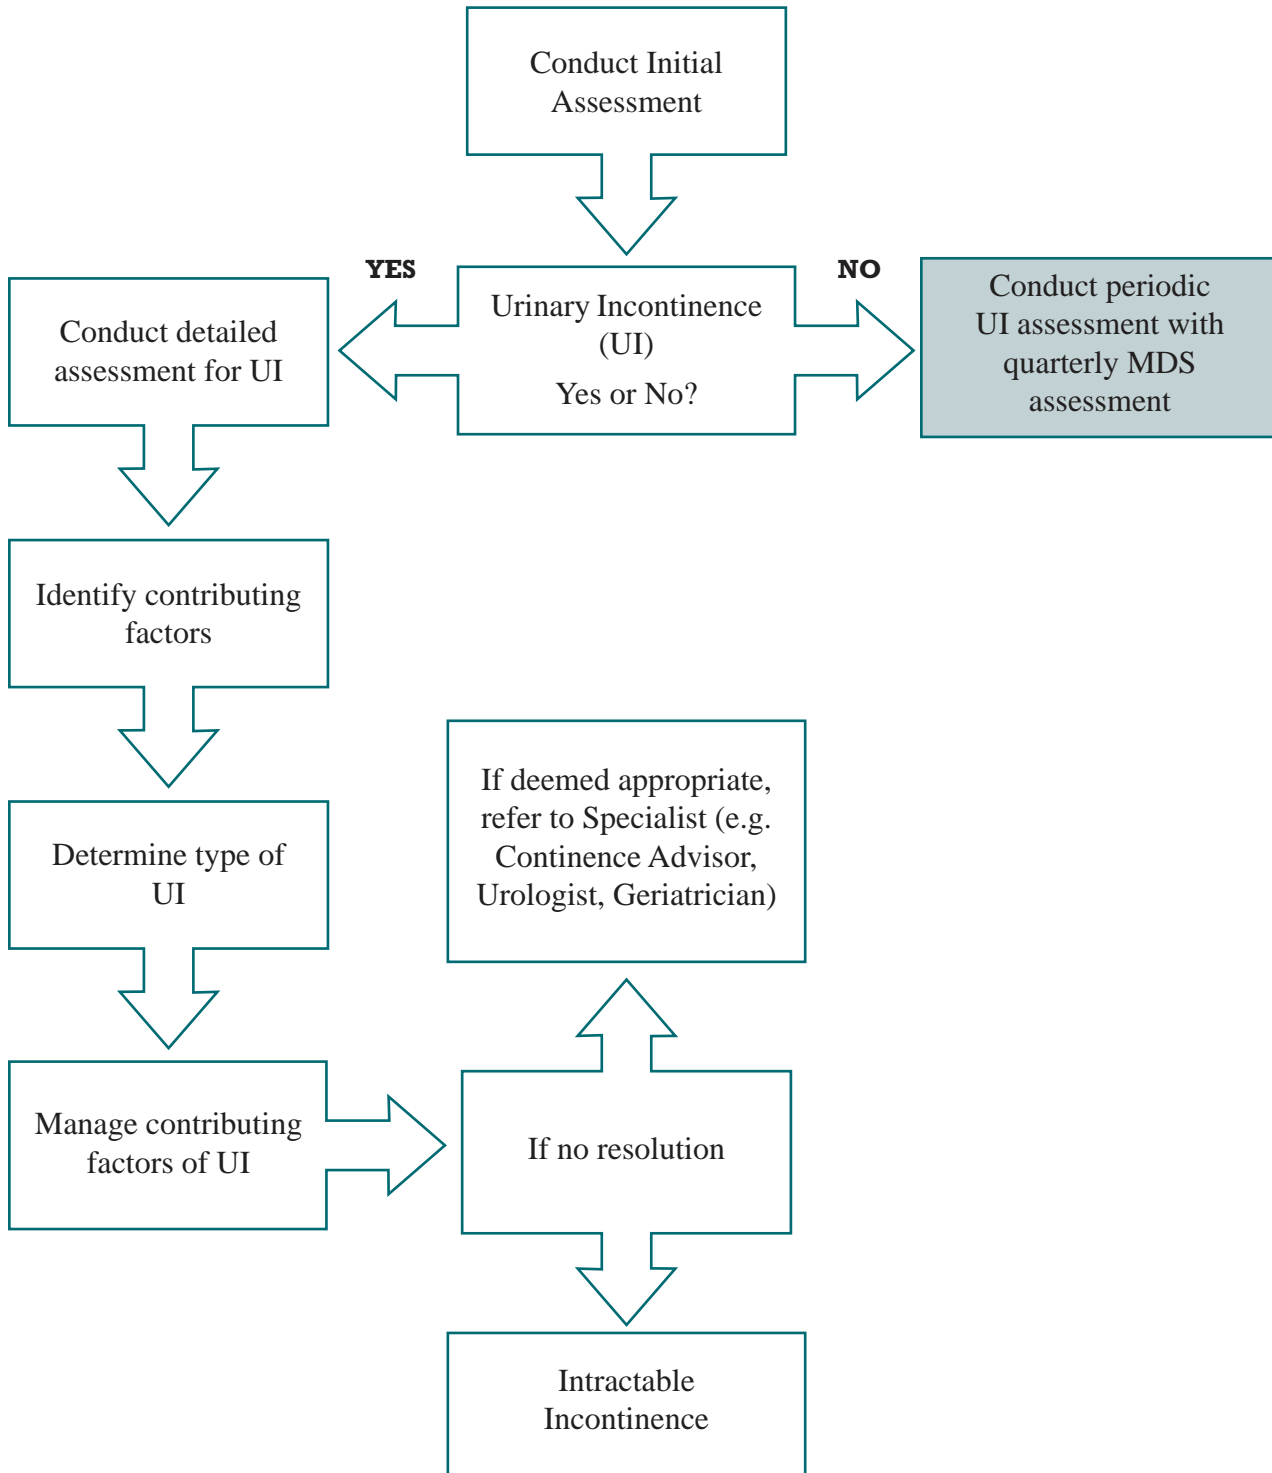 Conduct Initial
Assessment
YES
NO
Urinary Incontinence
(UI)
Yes or No?
Conduct detailed
assessment for UI
Conduct periodic
UI assessment with
quarterly MDS
assessment
Identify contributing
factors
Determine type of
UI
If deemed appropriate,
refer to Specialist (e.g.
Continence Advisor,
Urologist, Geriatrician)
Manage contributing
factors of UI
If no resolution
Intractable
Incontinence